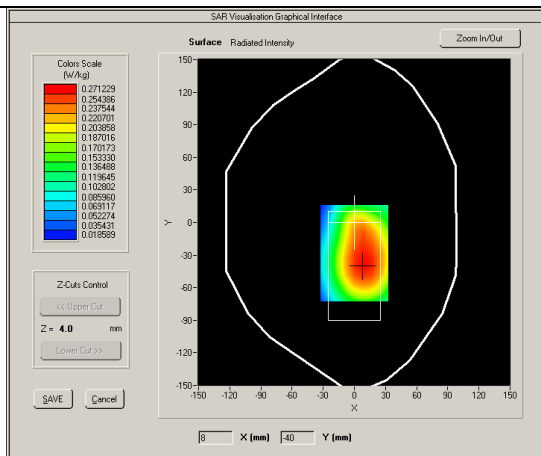 SAR Visualisation Graphical Interface
Surface Radiated Intensity
Zoom In/Out
Colors Scale
(W/kg)
0.271229
0.254386
0.237544
0.220701
0.203858
0.187016
0.170173
0.153330
0.136488
0.119645
0.102802
0.085960
0.069117
0.052274
0.035431
0.018589
Z-Cuts Control
<< Upper Cut
Z = 4.0 mm
Lower Cut >>
SAVE Cancel
150
120
90
60
30
0
-30
-60
-90
-120
-150
Y
-150 -120 -90 -60 -30 0 30 60 90 120 150
X
8 X (mm) -40 Y (mm)